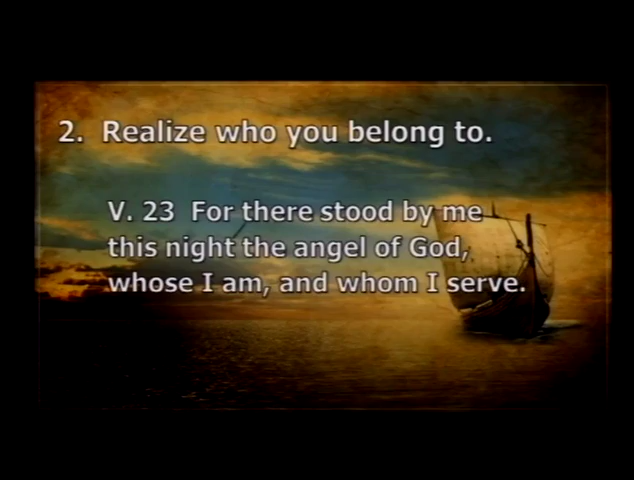 2. Realize who you belong to.
V. 23 For there stood by me
this night the angel of God,
whose I am, and whom I serve.